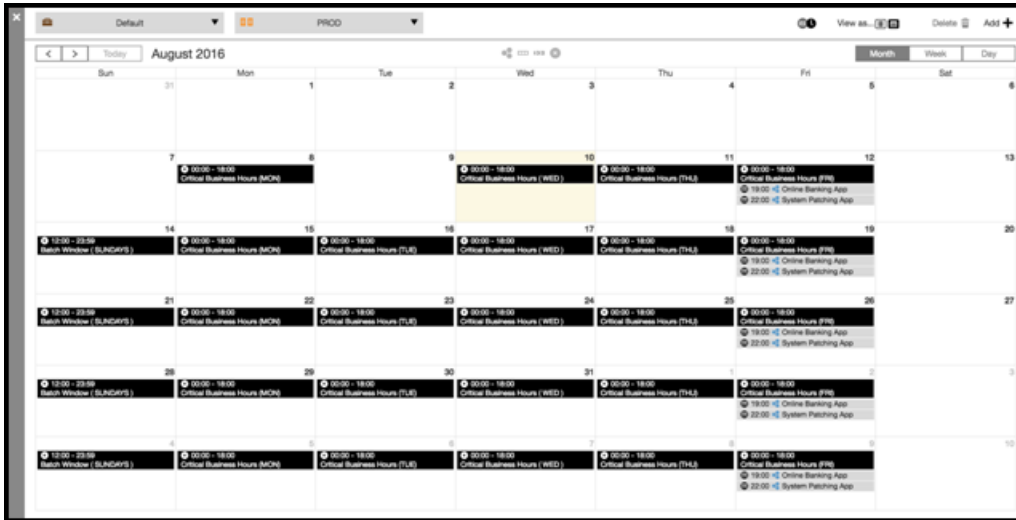 Default PROD View as... Delete Add
Today August 2016 Month Week Day
Sun Mon Tue Wed Thu Fri Sat
31 1 2 3 4 5 6
7 8 9 10 11 12 13
00:00 - 18:00 00:00 - 18:00 00:00 - 18:00 00:00 - 18:00
Critical Business Hours (MON) Critical Business Hours ( WED ) Critical Business Hours (THU) Critical Business Hours (FRI)
19:00 Online Banking App
22:00 System Patching App
14 15 16 17 18 19 20
12:00 - 23:59 00:00 - 18:00 00:00 - 18:00 00:00 - 18:00 00:00 - 18:00 00:00 - 18:00
Batch Window ( SUNDAYS ) Critical Business Hours (MON) Critical Business Hours (TUE) Critical Business Hours ( WED ) Critical Business Hours (THU) Critical Business Hours (FRI)
19:00 Online Banking App
22:00 System Patching App
21 22 23 24 25 26 27
12:00 - 23:59 00:00 - 18:00 00:00 - 18:00 00:00 - 18:00 00:00 - 18:00 00:00 - 18:00
Batch Window ( SUNDAYS ) Critical Business Hours (MON) Critical Business Hours (TUE) Critical Business Hours ( WED ) Critical Business Hours (THU) Critical Business Hours (FRI)
19:00 Online Banking App
22:00 System Patching App
28 29 30 31 1 2 3
12:00 - 23:59 00:00 - 18:00 00:00 - 18:00 00:00 - 18:00 00:00 - 18:00 00:00 - 18:00
Batch Window ( SUNDAYS ) Critical Business Hours (MON) Critical Business Hours (TUE) Critical Business Hours ( WED ) Critical Business Hours (THU) Critical Business Hours (FRI)
19:00 Online Banking App
22:00 System Patching App
4 5 6 7 8 9 10
12:00 - 23:59 00:00 - 18:00 00:00 - 18:00 00:00 - 18:00 00:00 - 18:00 00:00 - 18:00
Batch Window ( SUNDAYS ) Critical Business Hours (MON) Critical Business Hours (TUE) Critical Business Hours ( WED ) Critical Business Hours (THU) Critical Business Hours (FRI)
19:00 Online Banking App
22:00 System Patching App